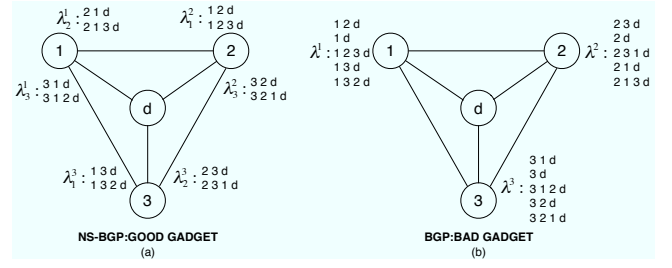 λ¹₂ : 2 1 d
2 1 3 d
λ²₁ : 1 2 d
1 2 3 d
1
2
λ¹₃ : 3 1 d
3 1 2 d
λ²₃ : 3 2 d
3 2 1 d
d
λ³₁ : 1 3 d
1 3 2 d
λ³₂ : 2 3 d
2 3 1 d
3
NS-BGP:GOOD GADGET
(a)
1 2 d
1 d
λ¹ : 1 2 3 d
1 3 d
1 3 2 d
1
2
2 3 d
2 d
λ² : 2 3 1 d
2 1 d
2 1 3 d
d
3 1 d
3 d
λ³ : 3 1 2 d
3 2 d
3 2 1 d
3
BGP:BAD GADGET
(b)